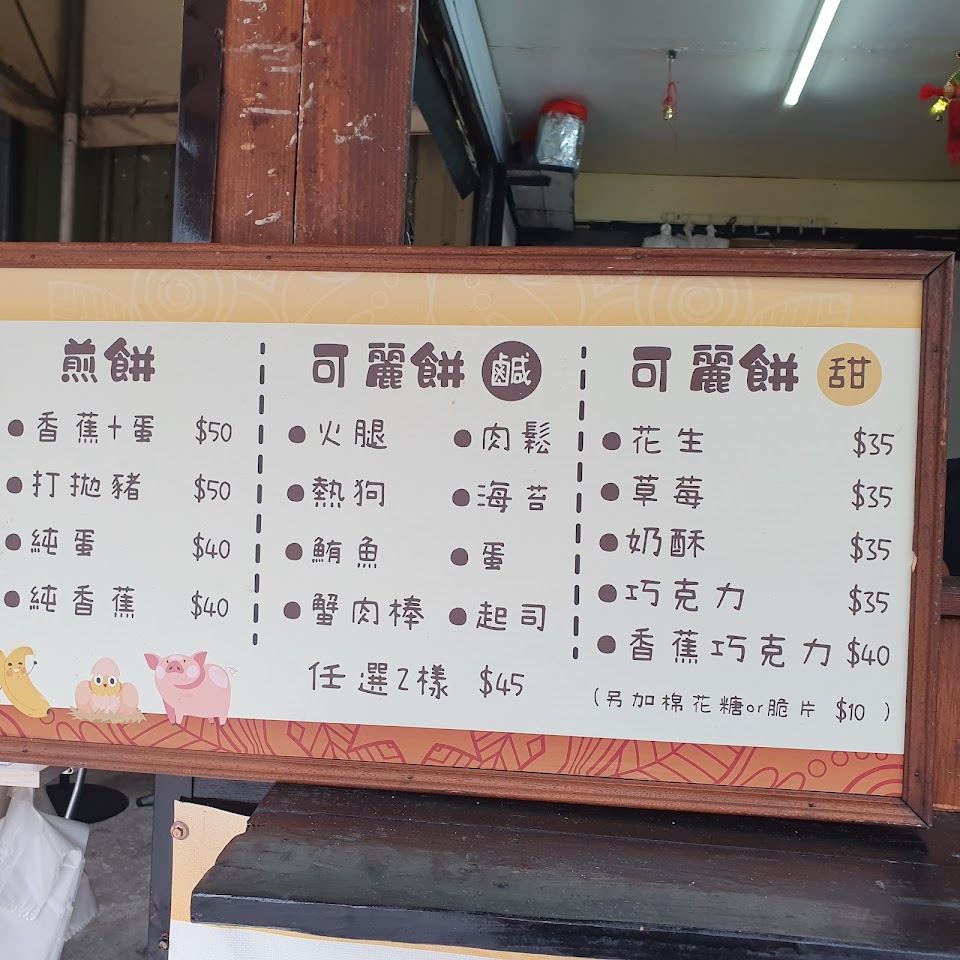 煎餅
●香蕉+蛋 $50
●打拋豬 $50
●純蛋 $40
●純香蕉 $40
可麗餅 鹹
●火腿 ●肉鬆
●熱狗 ●海苔
●鮪魚 ●蛋
●蟹肉棒 ●起司
任選2樣 $45
可麗餅 甜
●花生 $35
●草莓 $35
●奶酥 $35
●巧克力 $35
●香蕉巧克力 $40
(另加棉花糖or脆片 $10 )